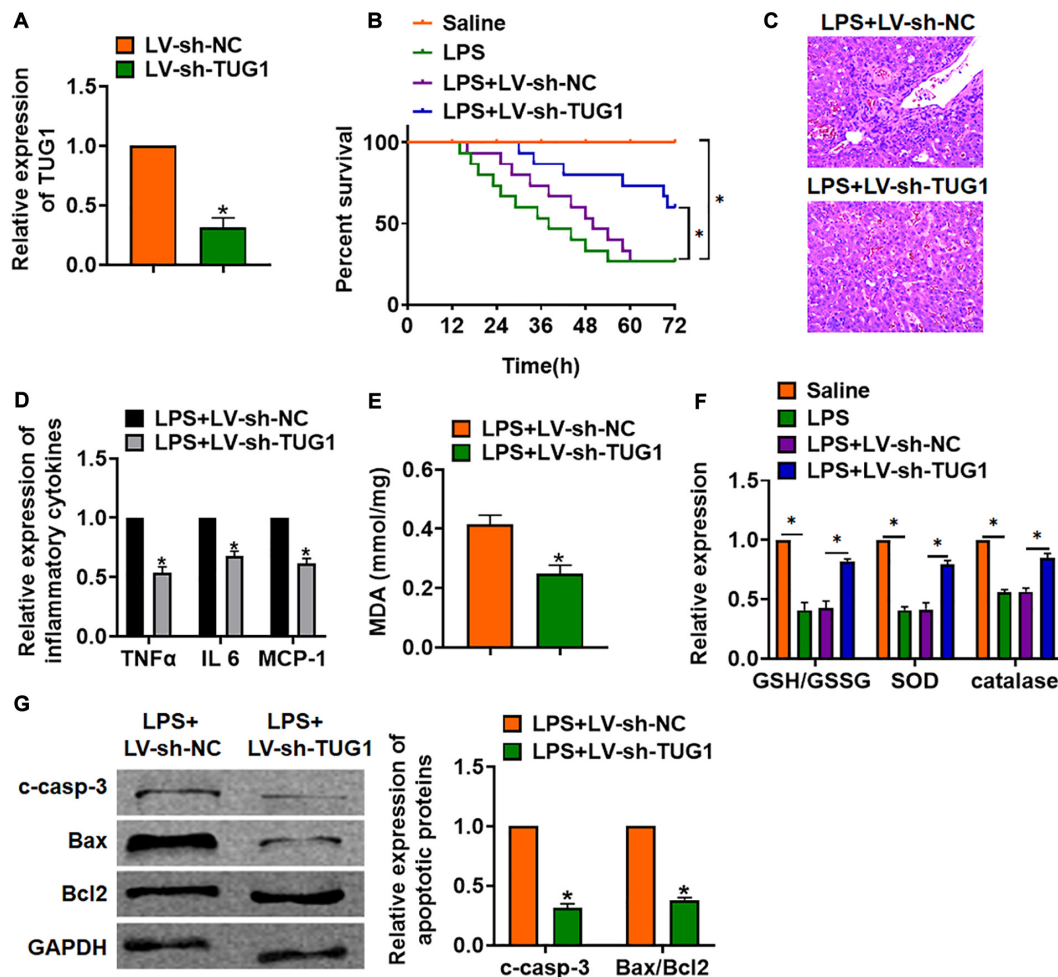 A
LV-sh-NC
LV-sh-TUG1
Relative expression
of TUG1
1.5
1.0
0.5
0.0
*
B
Saline
LPS
LPS+LV-sh-NC
LPS+LV-sh-TUG1
Percent survival
100
50
0
*
*
0 12 24 36 48 60 72
Time(h)
C
LPS+LV-sh-NC
LPS+LV-sh-TUG1
D
LPS+LV-sh-NC
LPS+LV-sh-TUG1
Relative expression of
inflammatory cytokines
1.5
1.0
0.5
0.0
* * *
TNFα IL 6 MCP-1
E
LPS+LV-sh-NC
LPS+LV-sh-TUG1
MDA (mmol/mg)
0.6
0.4
0.2
0.0
*
F
Saline
LPS
LPS+LV-sh-NC
LPS+LV-sh-TUG1
Relative expression
1.5
1.0
0.5
0.0
* * * * * *
GSH/GSSG SOD catalase
G
LPS+ LPS+
LV-sh-NC LV-sh-TUG1
c-casp-3
Bax
Bcl2
GAPDH
LPS+LV-sh-NC
LPS+LV-sh-TUG1
Relative expression of
apoptotic proteins
1.5
1.0
0.5
0.0
* *
c-casp-3 Bax/Bcl2